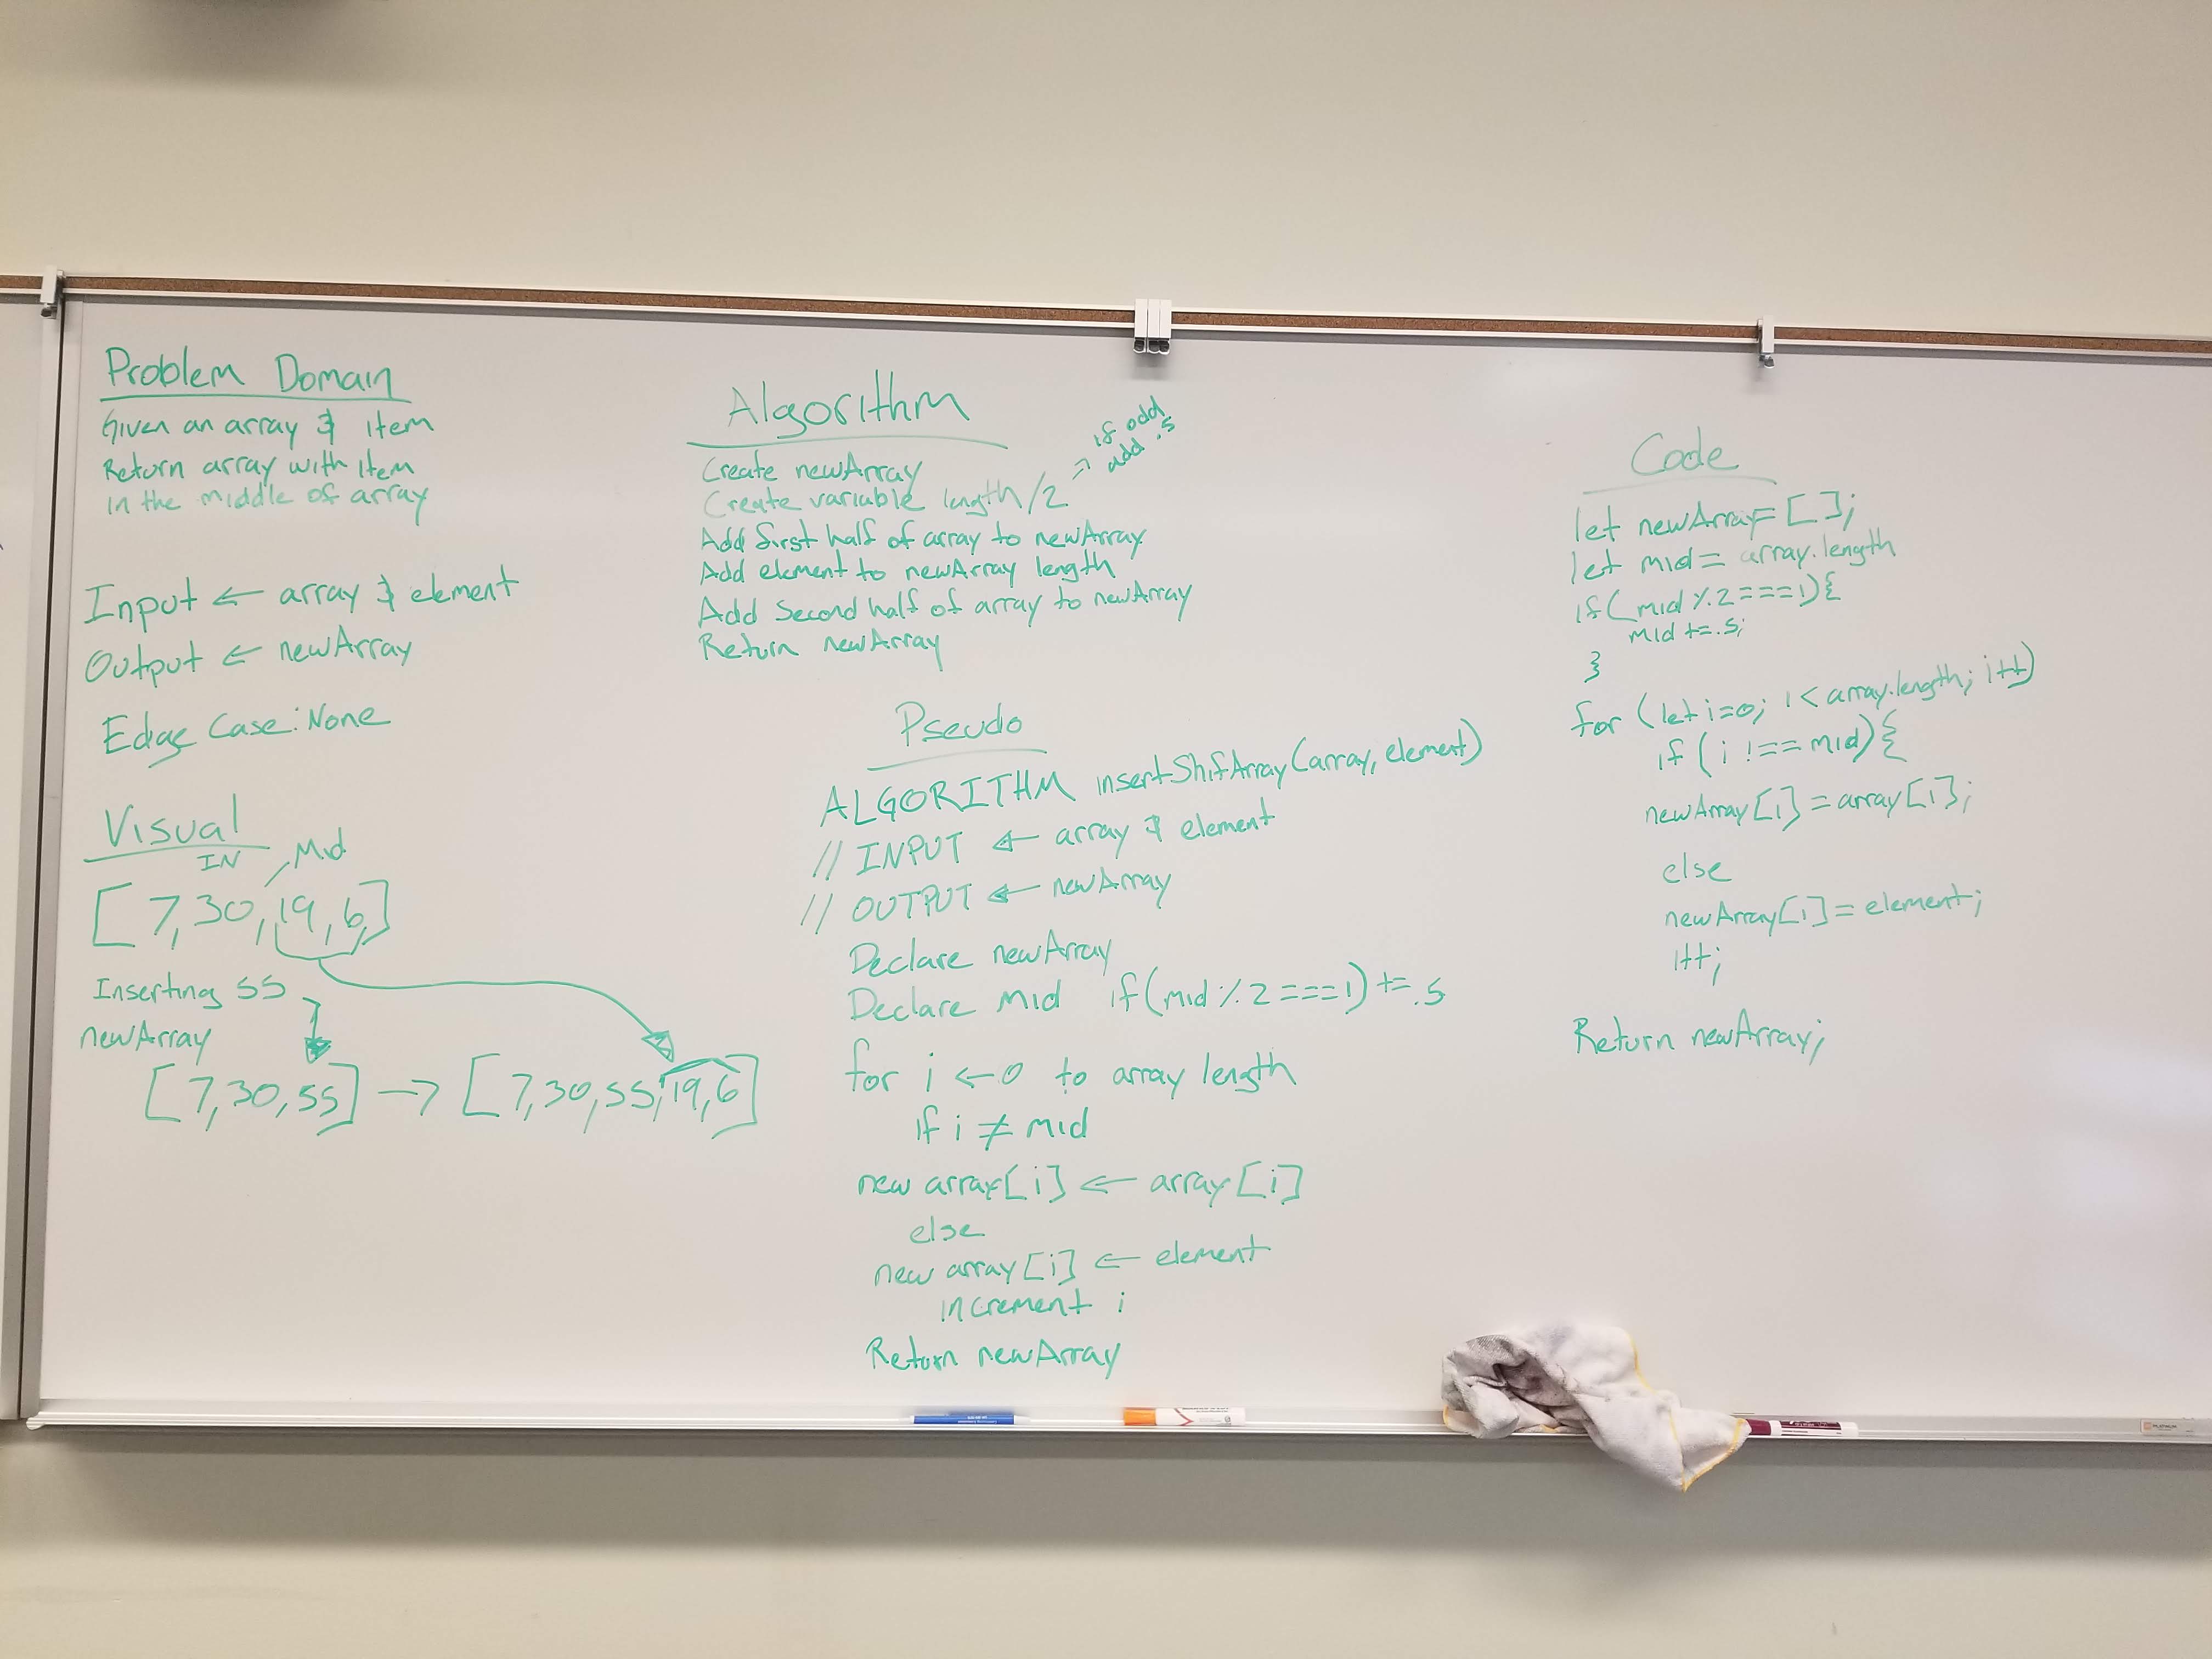 Problem Domain
Given an array & item
Return array with item
in the middle of array
Input ← array & element
Output ← newArray
Edge Case: None
Visual
IN
Mid
[7,30,19,6]
Inserting 55
newArray
[7,30,55] → [7,30,55,19,6]
Algorithm
Create newArray
Create variable length/2 ⇒ if odd
add .5
Add first half of array to newArray
Add element to newArray length
Add Second half of array to newArray
Return newArray
Pseudo
ALGORITHM insertShifArray(array, element)
// INPUT ← array & element
// OUTPUT ← newArray
Declare newArray
Declare mid if(mid % 2 === 1) += .5
for i ← 0 to array length
if i ≠ mid
new array[i] ← array[i]
else
new array[i] ← element
increment i
Return newArray
Code
let newArray = [];
let mid = array.length
if(mid % 2 === 1){
mid += .5;
}
for (let i=0; i < array.length; i++)
if (i !== mid){
newArray[i] = array[i];
else
newArray[i] = element;
i++;
Return newArray;